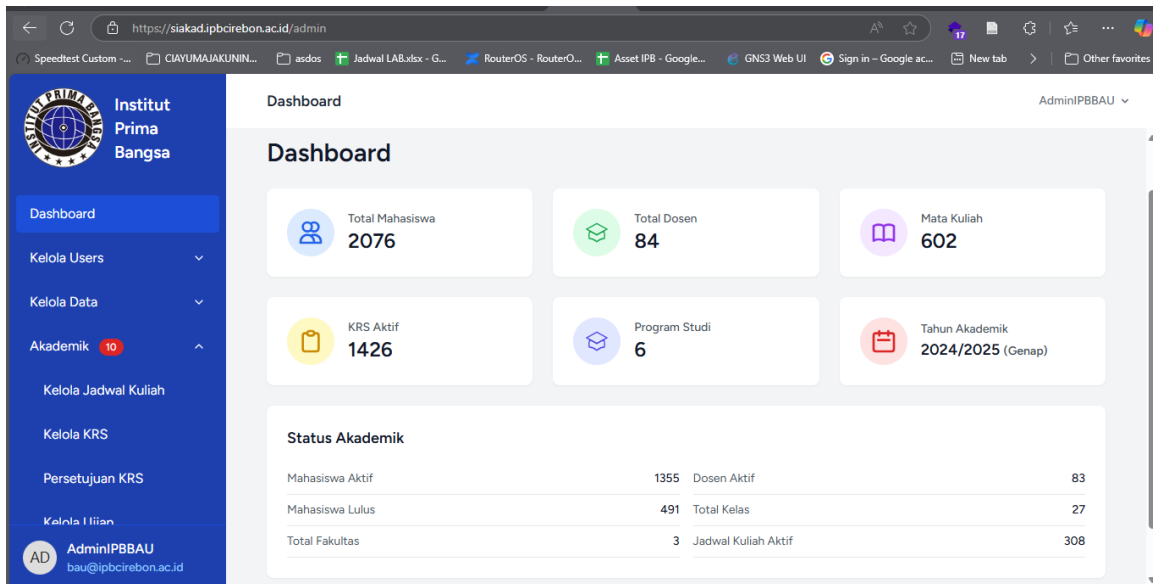 https://siakad.ipbcirebon.ac.id/admin
17
Speedtest Custom -...
CIAYUMAJAKUNIN...
asdos
Jadwal LAB.xlsx - G...
RouterOS - RouterO...
Asset IPB - Google...
GNS3 Web UI
Sign in – Google ac...
New tab
Other favorites
INSTITUT PRIMA BANGSA
Institut
Prima
Bangsa
Dashboard
AdminIPBBAU
Dashboard
Dashboard
Kelola Users
Kelola Data
Akademik 10
Kelola Jadwal Kuliah
Kelola KRS
Persetujuan KRS
Kelola Ujian
AD
AdminIPBBAU
bau@ipbcirebon.ac.id
Total Mahasiswa
2076
Total Dosen
84
Mata Kuliah
602
KRS Aktif
1426
Program Studi
6
Tahun Akademik
2024/2025 (Genap)
Status Akademik
Mahasiswa Aktif 1355
Dosen Aktif 83
Mahasiswa Lulus 491
Total Kelas 27
Total Fakultas 3
Jadwal Kuliah Aktif 308